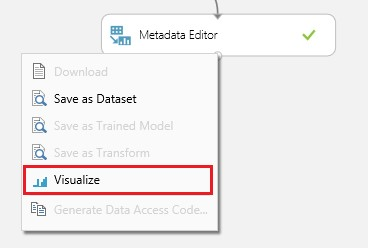 Metadata Editor
Download
Save as Dataset
Save as Trained Model
Save as Transform
Visualize
Generate Data Access Code...